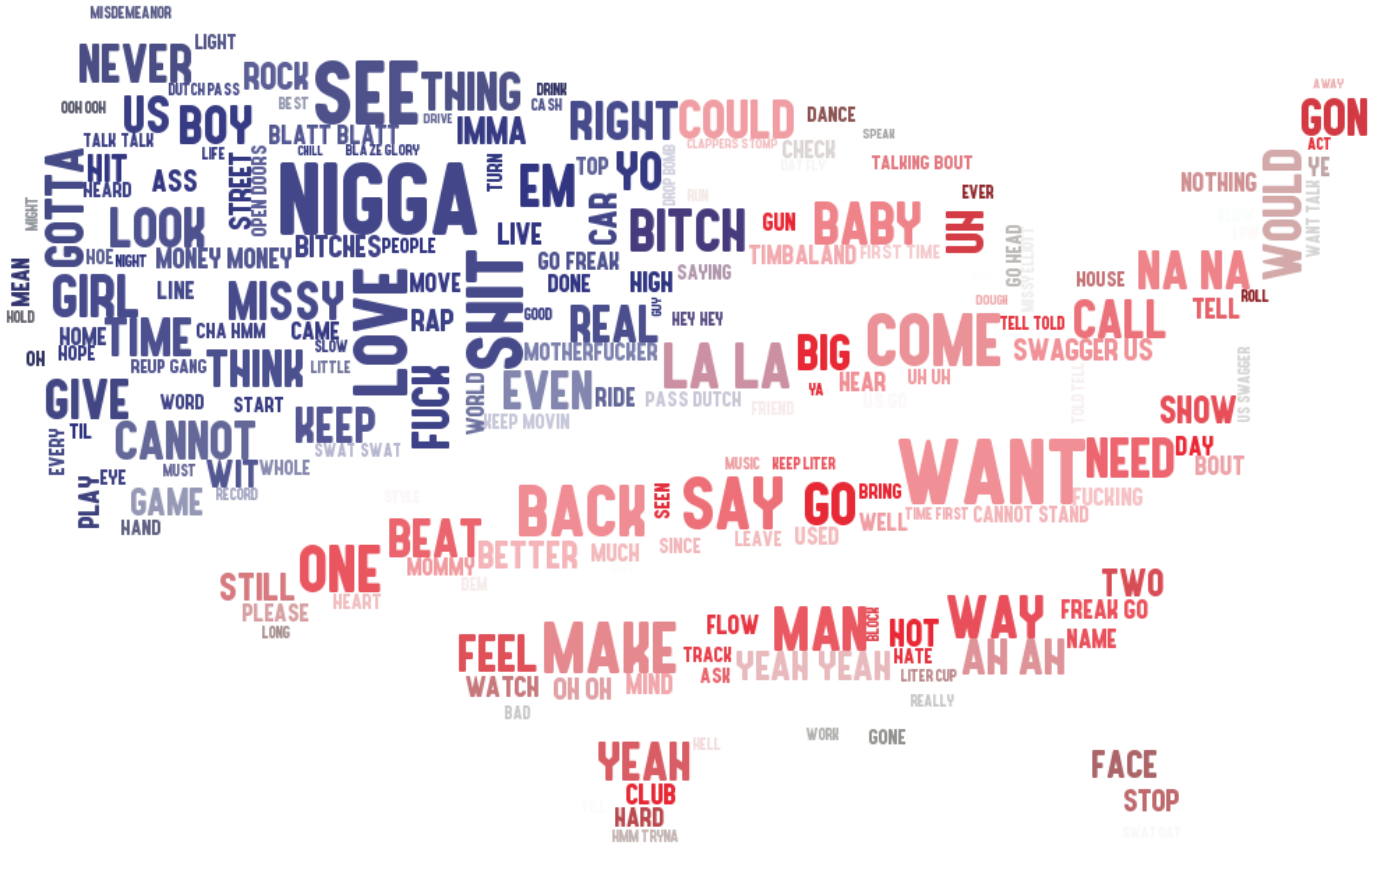 MISDEMEANOR
NEVER
LIGHT
DUTCH PASS
ROCK
BEST
SEE
THING
DRIVE
DRINK
CASH
IMMA
RIGHT
COULD
DANCE
CLAPPERS STOMP
CHECK
SPEAK
TALKING BOUT
AWAY
GON
ACT
YE
OOH OOH
US
BOY
TALK TALK
LIFE
BLATT BLATT
CHILL
BLAZE GLORY
GOTTA
HIT
HEARD
ASS
STREET
OPEN DOORS
NIGGA
TURN
EM
TOP
YO
DROP BOMB
RUN
EVER
NOTHING
WOULD
WANT TALK
MIGHT
LOOK
CAR
LIVE
BITCH
GUN
BABY
UH
GO HEAD
MISSY ELLIOTT
HOE
NIGHT
MONEY MONEY
BITCHES
PEOPLE
GO FREAK
TIMBALAND
FIRST TIME
MEAN
GIRL
LINE
MISSY
LOVE
MOVE
SHIT
DONE
HIGH
SAYING
HOUSE
NA NA
ROLL
HOLD
HOME
TIME
CHA HMM
CAME
RAP
GOOD
REAL
GUY
HEY HEY
DOUGH
TELL TOLD
CALL
TELL
OH
HOPE
REUP GANG
THINK
SLOW
LITTLE
MOTHERFUCKER
LA LA
BIG
COME
SWAGGER US
US SWAGGER
GIVE
WORD
START
KEEP
FUCK
WORLD
EVEN
RIDE
PASS DUTCH
FRIEND
YA
HEAR
UH UH
US GO
TOLD TELL
SHOW
EVERY
TIL
CANNOT
SWAT SWAT
KEEP MOVIN
MUST
WIT
WHOLE
MUSIC
KEEP LITER
WANT
NEED
DAY
BOUT
PLAY
EYE
GAME
RECORD
HAND
STYLE
BACK
SEEN
SAY
GO
BRING
WELL
TIME FIRST
CANNOT STAND
FUCKING
BEAT
MOMMY
BETTER
MUCH
SINCE
LEAVE
USED
DEM
STILL
ONE
PLEASE
HEART
LONG
TWO
FEEL
MAKE
FLOW
MAN
BLOCK
HOT
WAY
FREAK GO
NAME
TRACK
YEAH YEAH
HATE
AH AH
WATCH
OH OH
MIND
ASK
LITER CUP
BAD
REALLY
YEAH
HELL
WORK
GONE
CLUB
HARD
HMM TRYNA
FACE
STOP